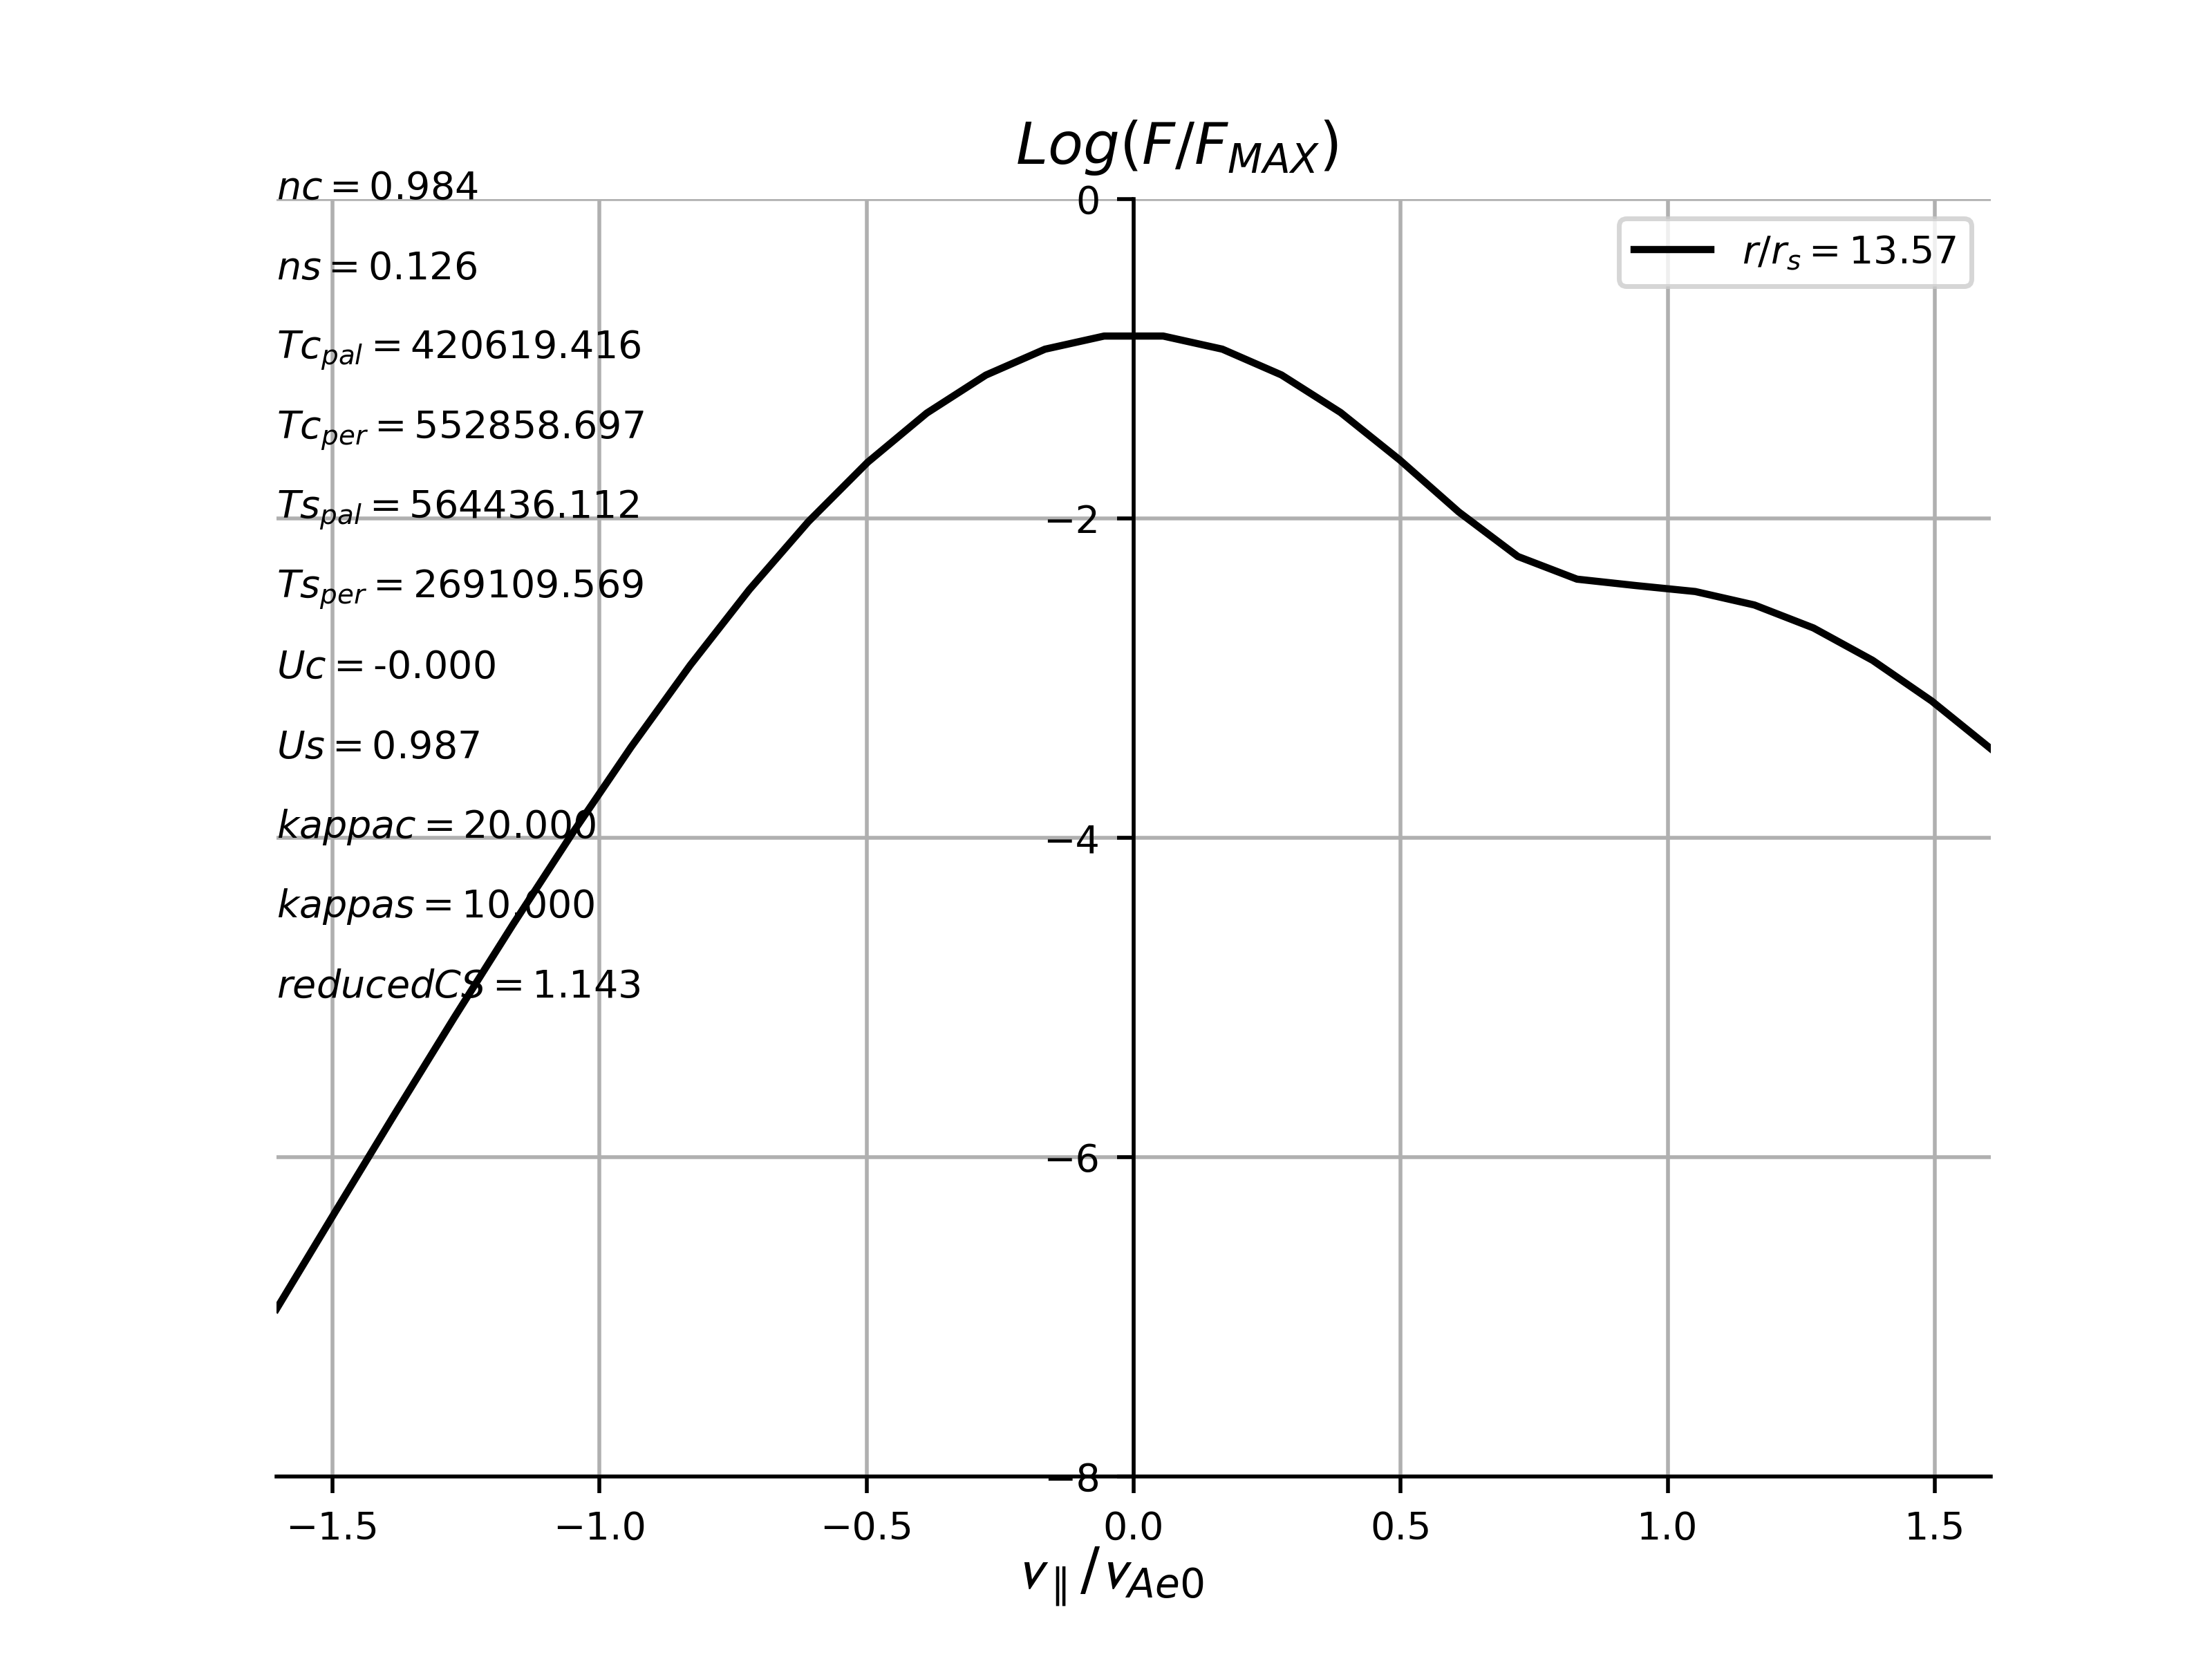 Log(F/F_MAX)
nc = 0.984
0
r/r_s = 13.57
ns = 0.126
Tc_pal = 420619.416
Tc_per = 552858.697
Ts_pal = 564436.112
−2
Ts_per = 269109.569
Uc = -0.000
Us = 0.987
kappac = 20.000
−4
kappas = 10.000
reducedCS = 1.143
−6
−8
−1.5 −1.0 −0.5 0.0 0.5 1.0 1.5
v_∥/v_Ae0